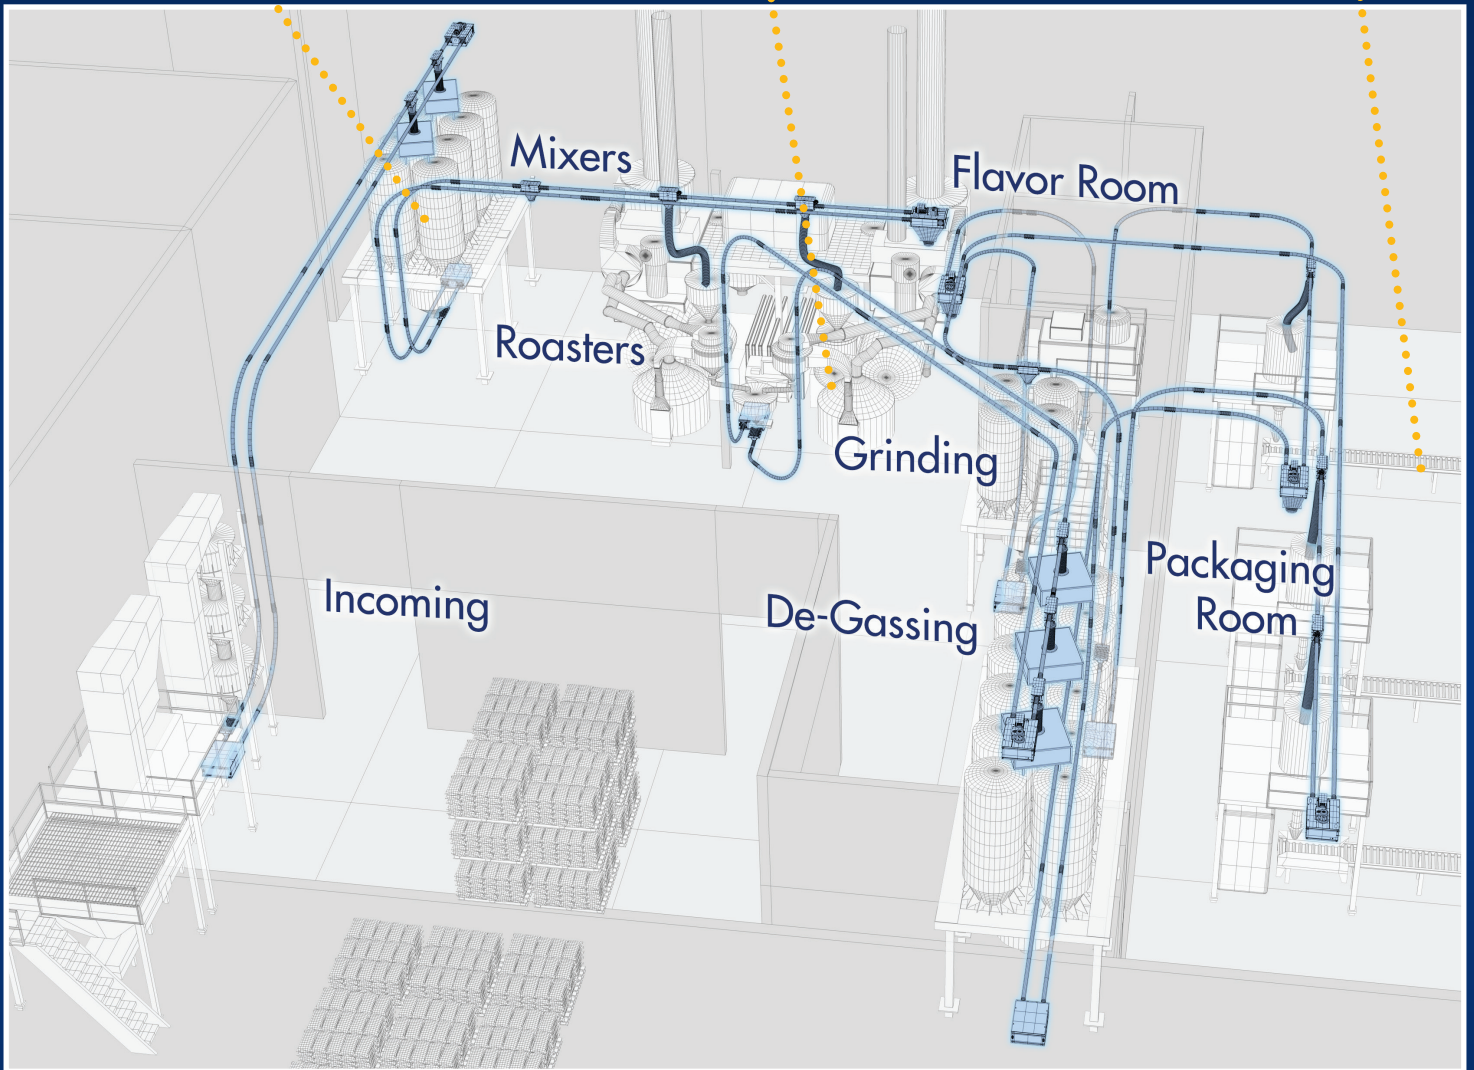 Mixers
Flavor Room
Roasters
Grinding
Incoming
De-Gassing
Packaging
Room